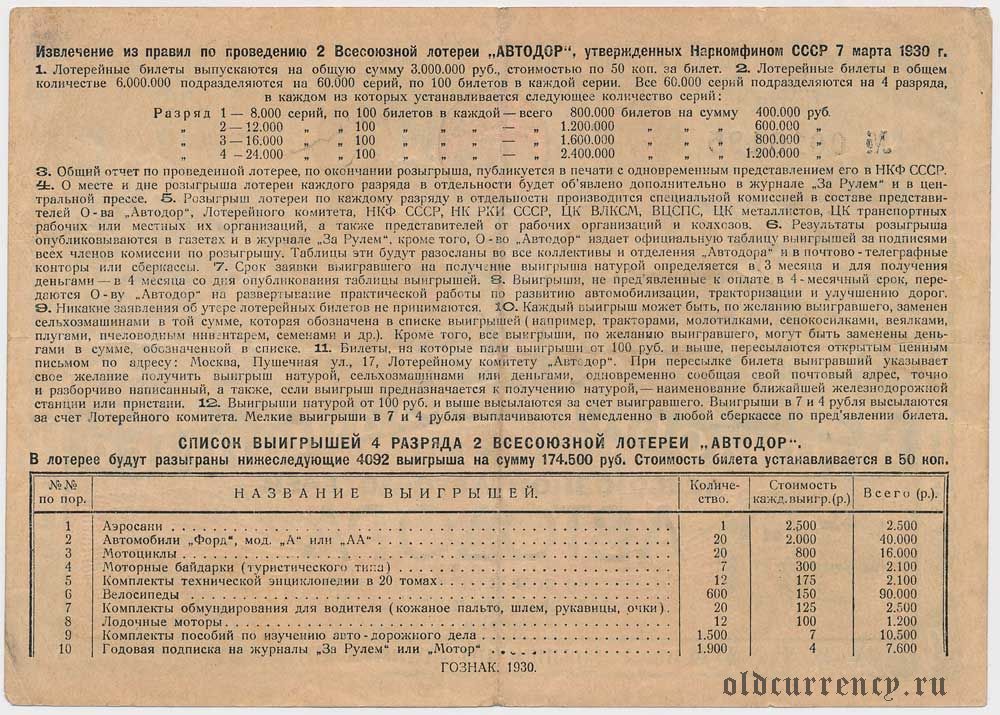 Извлечение из правил по проведению 2 Всесоюзной лотереи „АВТОДОР“, утвержденных Наркомфином СССР 7 марта 1930 г.
1. Лотерейные билеты выпускаются на общую сумму 3.000.000 руб., стоимостью по 50 коп. за билет. 2. Лотерейные билеты в общем
количестве 6.000.000 подразделяются на 60.000 серий, по 100 билетов в каждой серии. Все 60.000 серий подразделяются на 4 разряда,
в каждом из которых устанавливается следующее количество серий:
Разряд 1 — 8.000 серий, по 100 билетов в каждой — всего 800.000 билетов на сумму 400.000 руб.
„ 2 — 12.000 „ „ 100 „ „ „ — „ 1.200.000 „ „ „ 600.000 „
„ 3 — 16.000 „ „ 100 „ „ „ — „ 1.600.000 „ „ „ 800.000 „
„ 4 — 24.000 „ „ 100 „ „ „ — „ 2.400.000 „ „ „ 1.200.000 „
3. Общий отчет по проведенной лотерее, по окончании розыгрыша, публикуется в печати с одновременным представлением его в НКФ СССР.
4. О месте и дне розыгрыша лотереи каждого разряда в отдельности будет об'явлено дополнительно в журнале „За Рулем“ и в цен-
тральной прессе. 5. Розыгрыш лотереи по каждому разряду в отдельности производится специальной комиссией в составе представи-
телей О-ва „Автодор“, Лотерейного комитета, НКФ СССР, НК РКИ СССР, ЦК ВЛКСМ, ВЦСПС, ЦК металлистов, ЦК транспортных
рабочих или местных их организаций, а также представителей от рабочих организаций и колхозов. 6. Результаты розыгрыша
опубликовываются в газетах и в журнале „За Рулем“, кроме того, О-во „Автодор“ издает официальную таблицу выигрышей за подписями
всех членов комиссии по розыгрышу. Таблицы эти будут разосланы во все коллективы и отделения „Автодора“ и в почтово-телеграфные
конторы или сберкассы. 7. Срок заявки выигравшего на получение выигрыша натурой определяется в 3 месяца и для получения
деньгами — в 4 месяца со дня опубликования таблицы выигрышей. 8. Выигрыши, не пред'явленные к оплате в 4-месячный срок, пере-
даются О-ву „Автодор“ на развертывание практической работы по развитию автомобилизации, тракторизации и улучшению дорог.
9. Никакие заявления об утере лотерейных билетов не принимаются. 10. Каждый выигрыш может быть, по желанию выигравшего, заменен
сельхозмашинами в той сумме, которая обозначена в списке выигрышей (например, тракторами, молотилками, сенокосилками, веялками,
плугами, пчеловодным инвентарем, семенами и др.). Кроме того, все выигрыши, по желанию выигравшего, могут быть заменены день-
гами в сумме, обозначенной в списке. 11. Билеты, на которые пали выигрыши от 100 руб. и выше, пересылаются открытым ценным
письмом по адресу: Москва, Пушечная ул., 17, Лотерейному комитету „Автодор“. При пересылке билета выигравший указывает
свое желание получить выигрыш натурой, сельхозмашинами или деньгами, одновременно сообщая свой почтовый адрес, точно
и разборчиво написанный, а также, если выигрыш предназначается к получению натурой, — наименование ближайшей железнодорожной
станции или пристани. 12. Выигрыши натурой от 100 руб. и выше высылаются за счет выигравшего. Выигрыши в 7 и 4 рубля высылаются
за счет Лотерейного комитета. Мелкие выигрыши в 7 и 4 рубля выплачиваются немедленно в любой сберкассе по пред'явлении билета.
СПИСОК ВЫИГРЫШЕЙ 4 РАЗРЯДА 2 ВСЕСОЮЗНОЙ ЛОТЕРЕИ „АВТОДОР“.
В лотерее будут разыграны нижеследующие 4092 выигрыша на сумму 174.500 руб. Стоимость билета устанавливается в 50 коп.
№№ по пор. НАЗВАНИЕ ВЫИГРЫШЕЙ. Количе-ство. Стоимость кажд. выигр. (р.) Всего (р.).
1 Аэросани 1 2.500 2.500
2 Автомобили „Форд“, мод. „А“ или „АА“ 20 2.000 40.000
3 Мотоциклы 20 800 16.000
4 Моторные байдарки (туристического типа) 7 300 2.100
5 Комплекты технической энциклопедии в 20 томах. 12 175 2.100
6 Велосипеды 600 150 90.000
7 Комплекты обмундирования для водителя (кожаное пальто, шлем, рукавицы, очки). 20 125 2.500
8 Лодочные моторы. 12 100 1.200
9 Комплекты пособий по изучению авто-дорожного дела 1.500 7 10.500
10 Годовая подписка на журналы „За Рулем“ или „Мотор“ 1.900 4 7.600
ГОЗНАК. 1930.
oldcurrency.ru